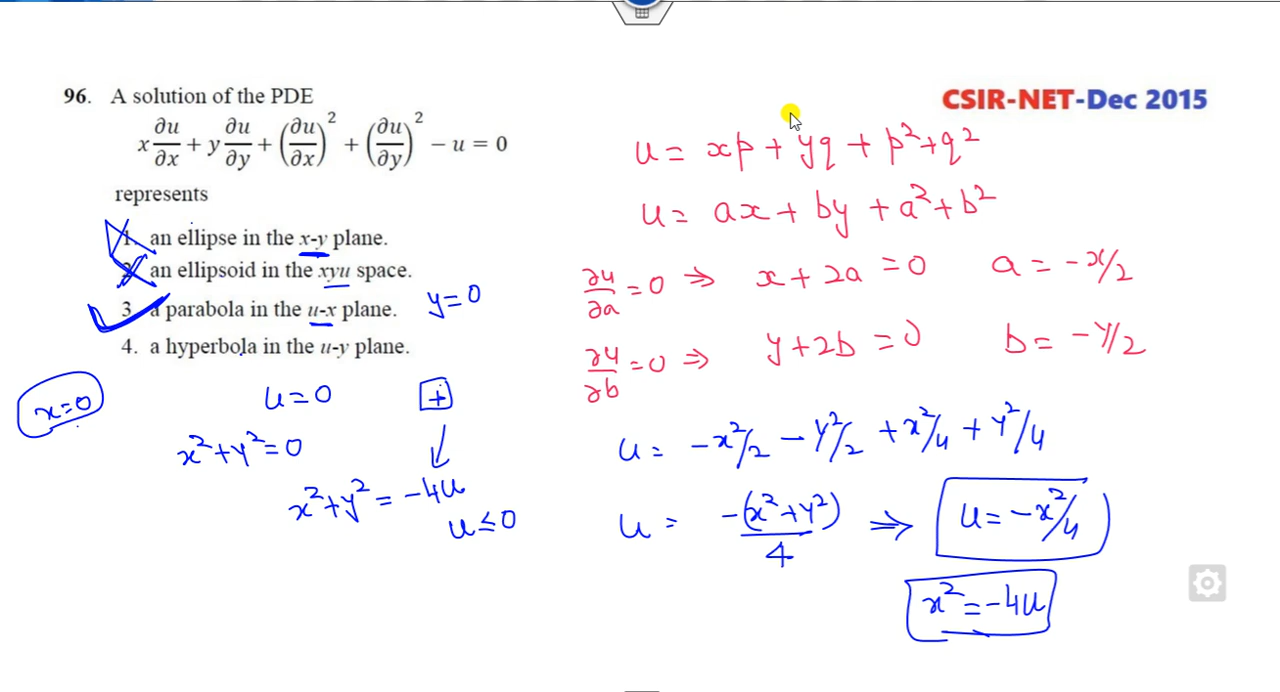 96. A solution of the PDE
x ∂u/∂x + y ∂u/∂y + (∂u/∂x)² + (∂u/∂y)² − u = 0
represents
1. an ellipse in the x-y plane.
2. an ellipsoid in the xyu space.
3. a parabola in the u-x plane. y=0
4. a hyperbola in the u-y plane.
x=0
u=0 +
x²+y²=0
x²+y² = -4u
u≤0
CSIR-NET-Dec 2015
u = xp + yq + p²+q²
u = ax + by + a²+b²
∂u/∂a =0 ⇒ x+2a =0 a = -x/2
∂u/∂b =0 ⇒ y+2b =0 b = -y/2
u = -x²/2 - y²/2 + x²/4 + y²/4
u = -(x²+y²)/4 ⇒ u=-x²/4
x²=-4u